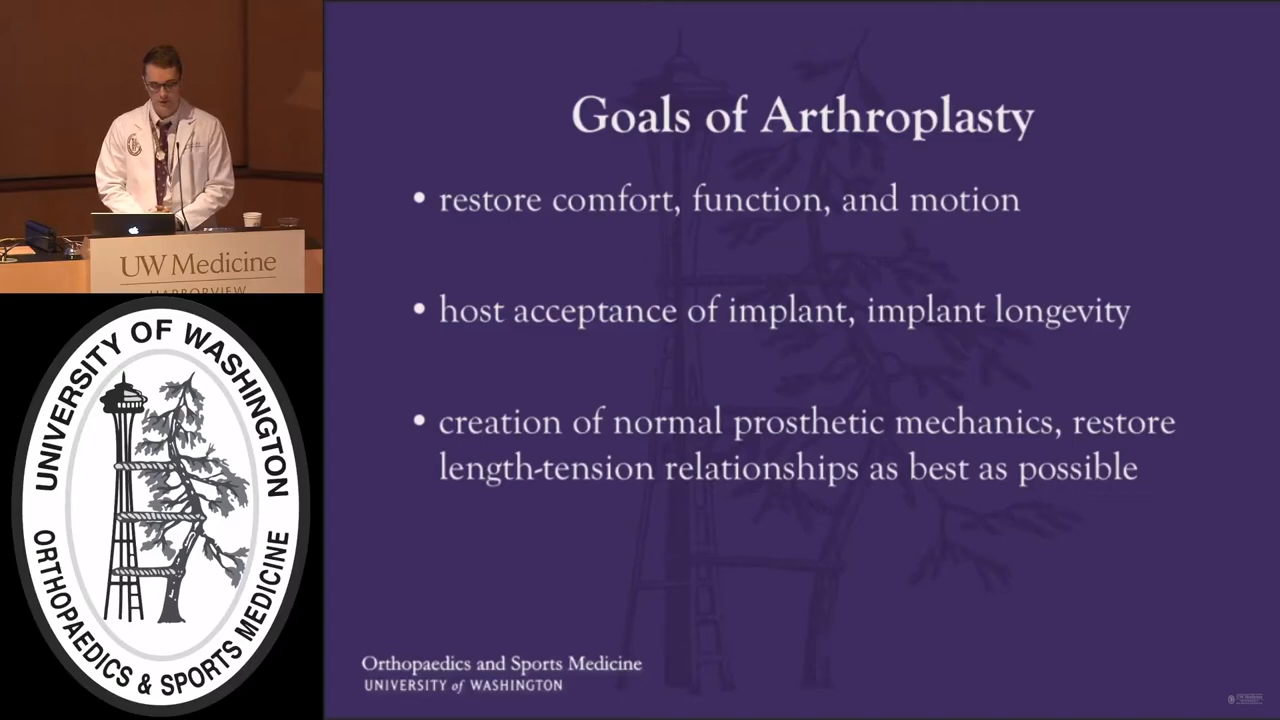 Goals of Arthroplasty
• restore comfort, function, and motion
• host acceptance of implant, implant longevity
• creation of normal prosthetic mechanics, restore
length-tension relationships as best as possible
Orthopaedics and Sports Medicine
UNIVERSITY of WASHINGTON
UW Medicine
HARBORVIEW
UNIVERSITY OF WASHINGTON
ORTHOPAEDICS & SPORTS MEDICINE